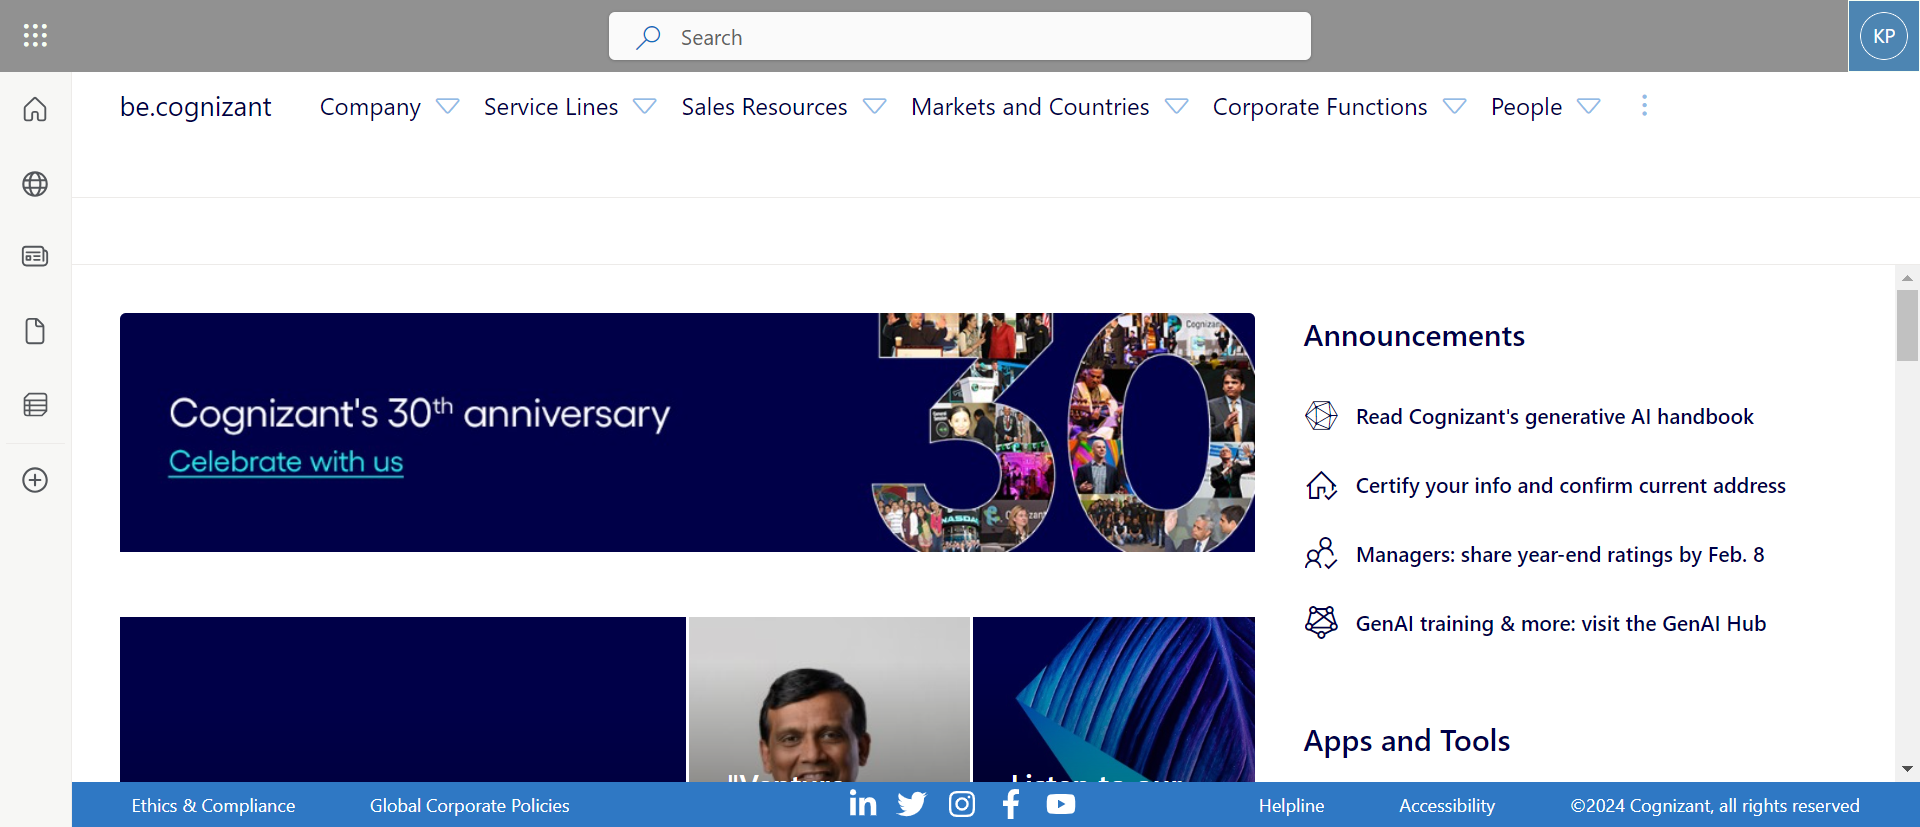 Search
KP
be.cognizant
Company
Service Lines
Sales Resources
Markets and Countries
Corporate Functions
People
Cognizant's 30th anniversary
Celebrate with us
NASDAQ
Announcements
Read Cognizant's generative AI handbook
Certify your info and confirm current address
Managers: share year-end ratings by Feb. 8
GenAI training & more: visit the GenAI Hub
Apps and Tools
Ethics & Compliance
Global Corporate Policies
Helpline
Accessibility
©2024 Cognizant, all rights reserved